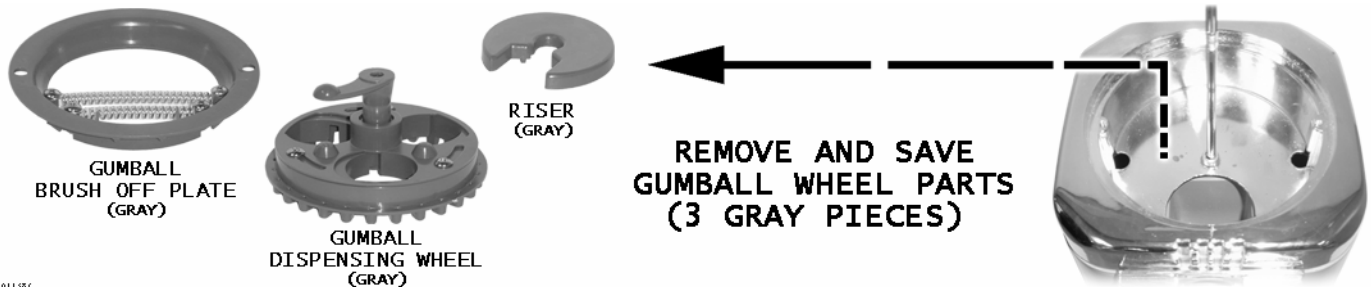 GUMBALL
BRUSH OFF PLATE
(GRAY)
GUMBALL
DISPENSING WHEEL
(GRAY)
RISER
(GRAY)
REMOVE AND SAVE
GUMBALL WHEEL PARTS
(3 GRAY PIECES)